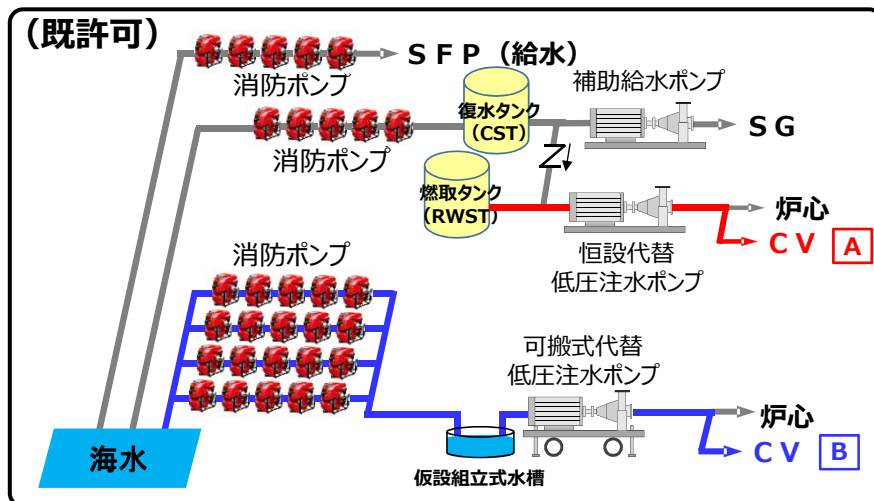 (既許可)
SFP(給水)
消防ポンプ
補助給水ポンプ
復水タンク
(CST)
SG
消防ポンプ
燃取タンク
(RWST)
炉心
CV A
恒設代替
低圧注水ポンプ
消防ポンプ
可搬式代替
低圧注水ポンプ
炉心
CV B
海水
仮設組立式水槽